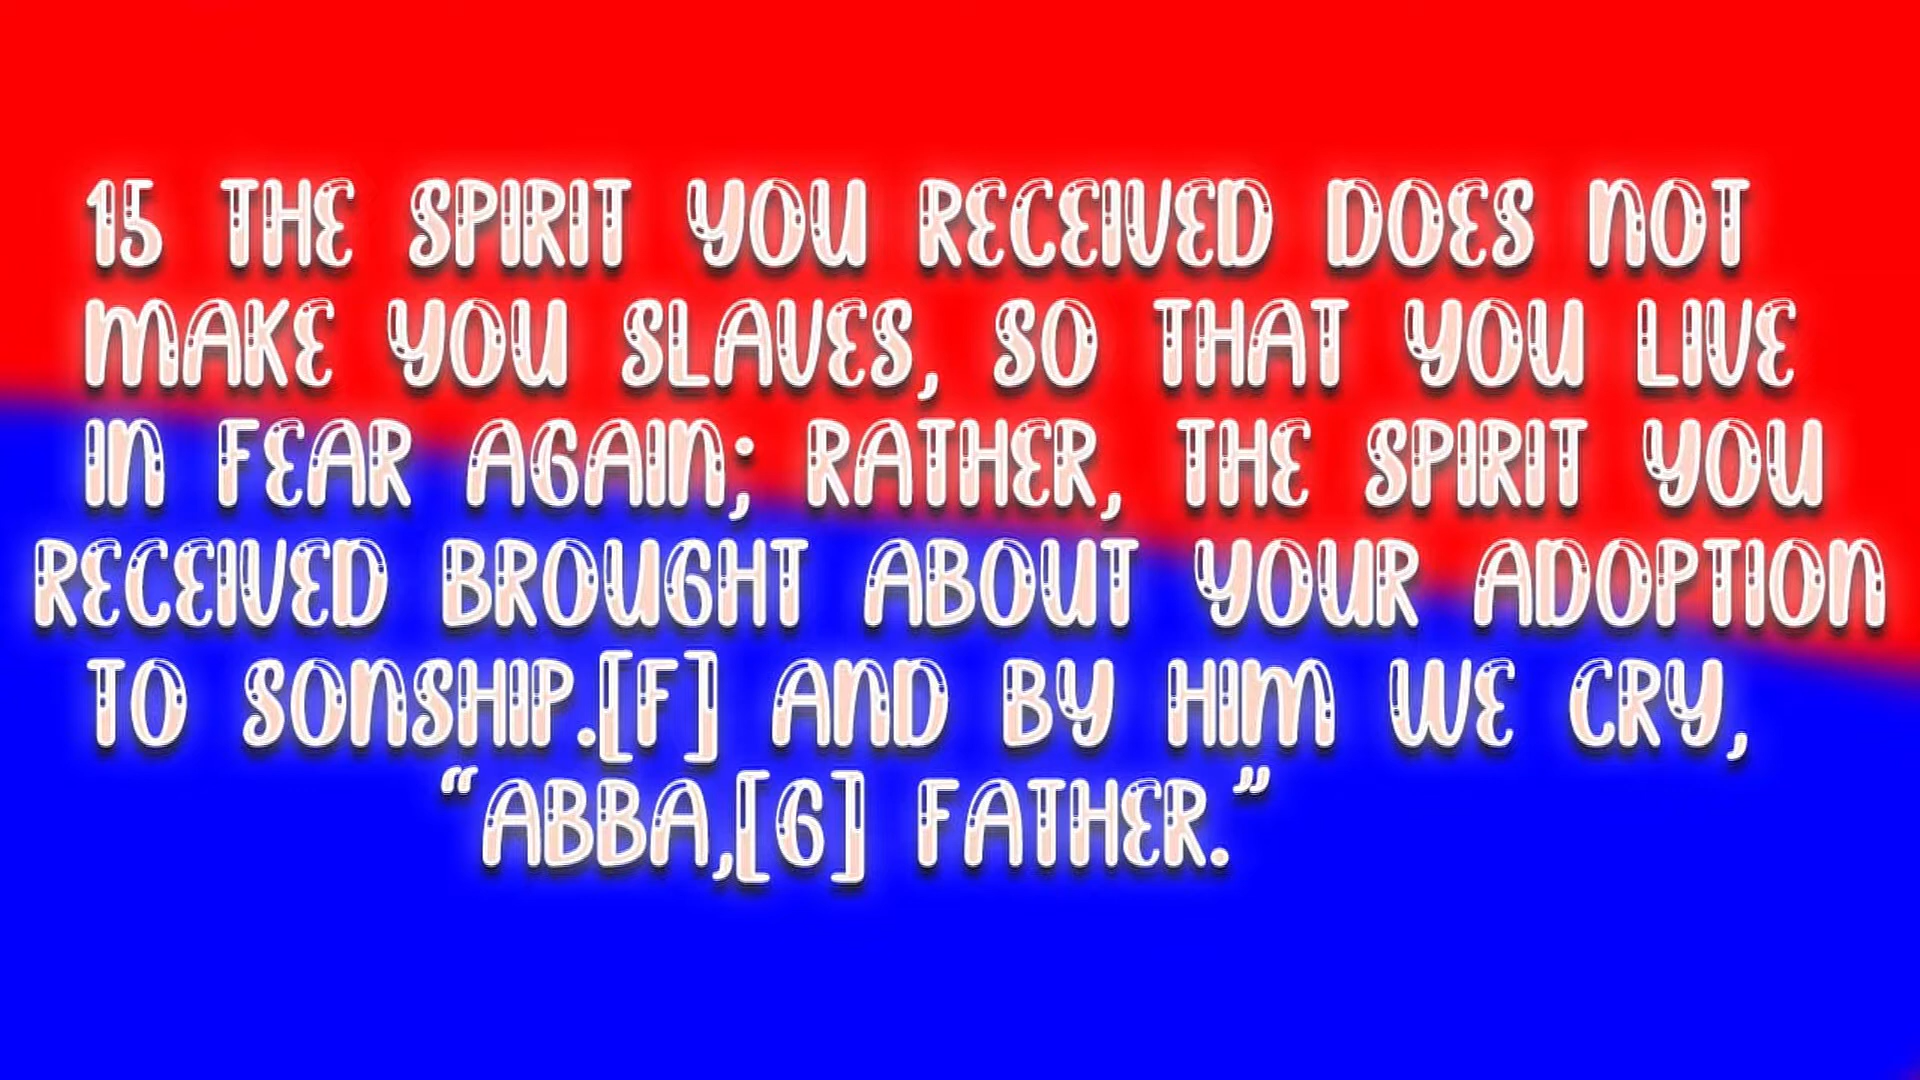 15 THE SPIRIT YOU RECEIVED DOES NOT
MAKE YOU SLAVES, SO THAT YOU LIVE
IN FEAR AGAIN; RATHER, THE SPIRIT YOU
RECEIVED BROUGHT ABOUT YOUR ADOPTION
TO SONSHIP.[F] AND BY HIM WE CRY,
“ABBA,[G] FATHER.”